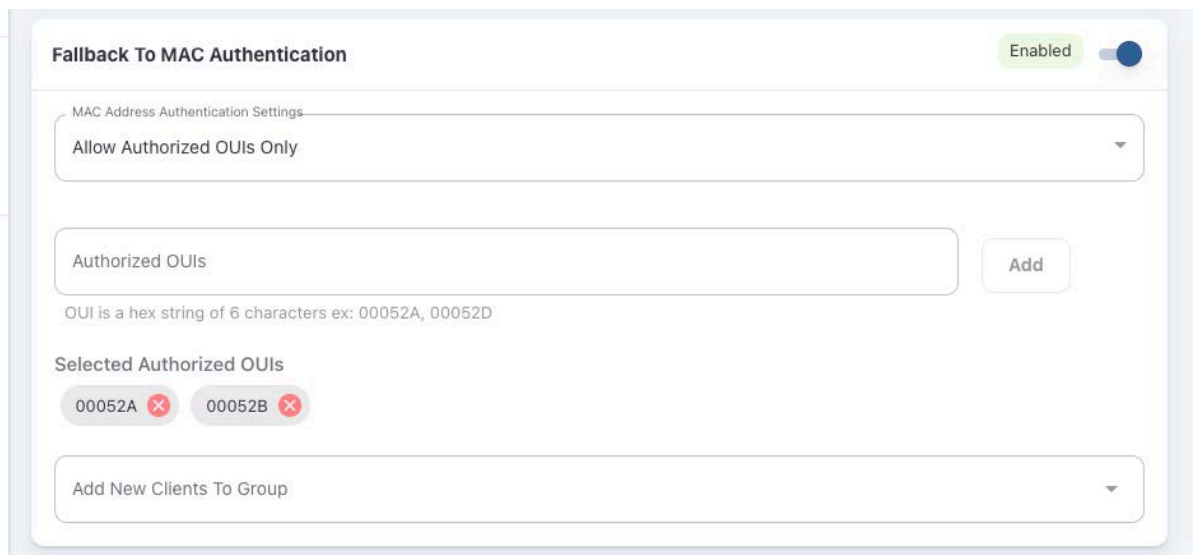 Fallback To MAC Authentication
Enabled
MAC Address Authentication Settings
Allow Authorized OUIs Only
Authorized OUIs
Add
OUI is a hex string of 6 characters ex: 00052A, 00052D
Selected Authorized OUIs
00052A
00052B
Add New Clients To Group